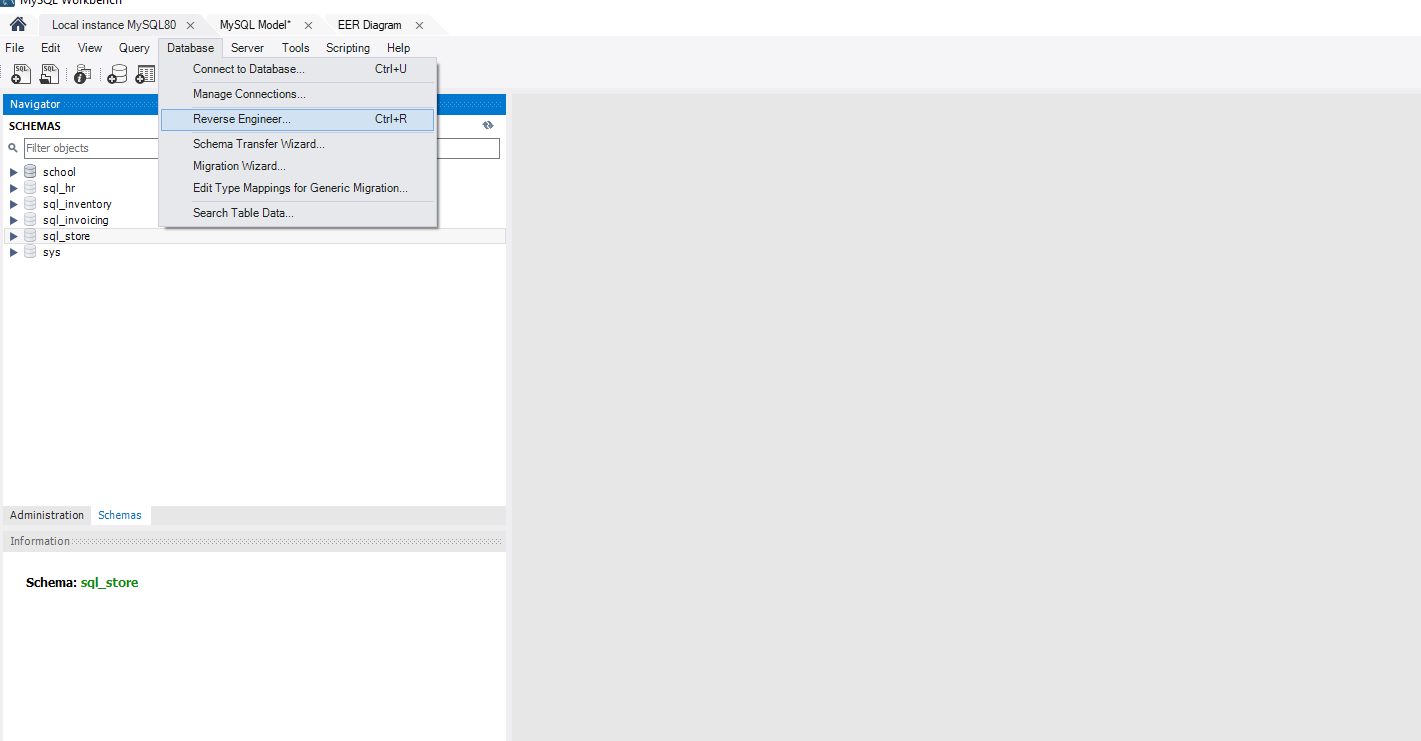 MySQL Workbench
Local instance MySQL80 MySQL Model* EER Diagram
File Edit View Query Database Server Tools Scripting Help
SQL SQL
Connect to Database... Ctrl+U
Manage Connections...
Reverse Engineer... Ctrl+R
Schema Transfer Wizard...
Migration Wizard...
Edit Type Mappings for Generic Migration...
Search Table Data...
Navigator
SCHEMAS
Filter objects
school
sql_hr
sql_inventory
sql_invoicing
sql_store
sys
Administration Schemas
Information
Schema: sql_store